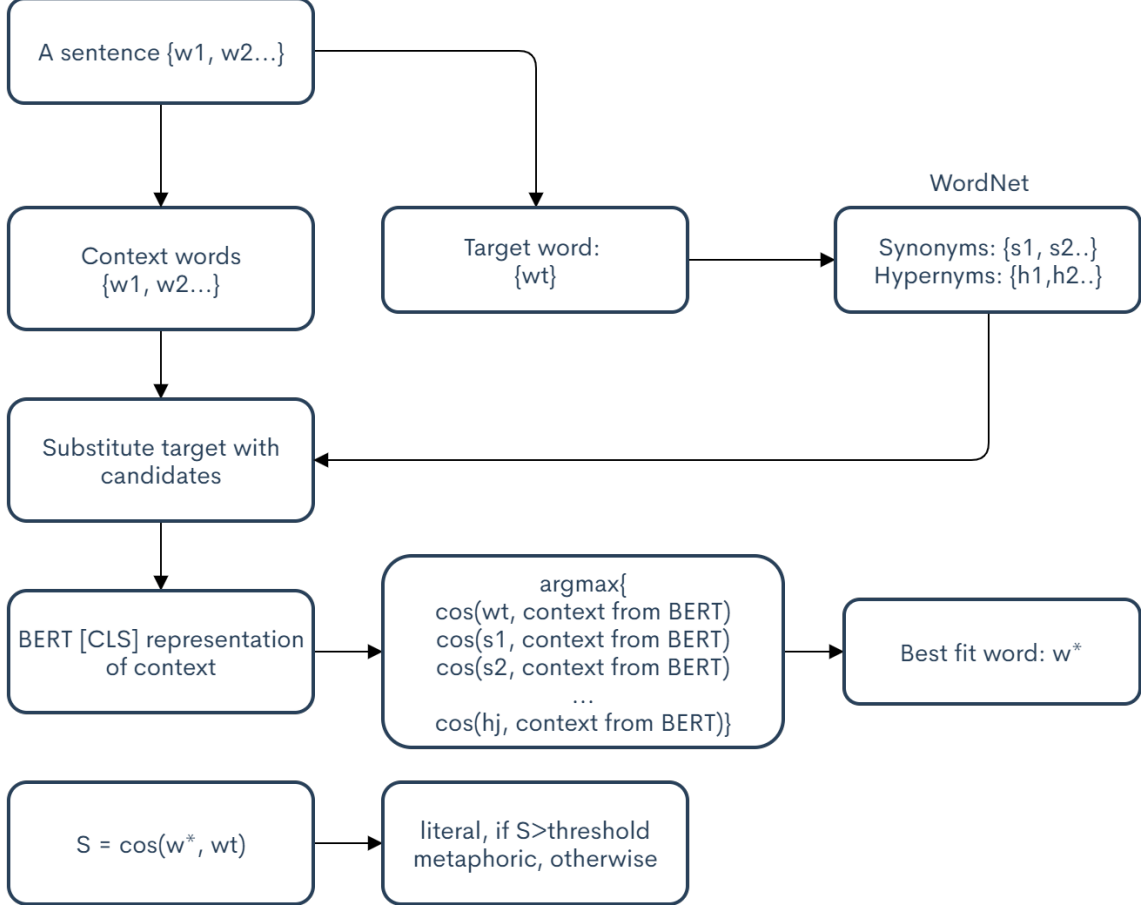 A sentence {w1, w2...}
WordNet
Context words
{w1, w2...}
Target word:
{wt}
Synonyms: {s1, s2..}
Hypernyms: {h1,h2..}
Substitute target with
candidates
BERT [CLS] representation
of context
argmax{
cos(wt, context from BERT)
cos(s1, context from BERT)
cos(s2, context from BERT)
...
cos(hj, context from BERT)}
Best fit word: w*
S = cos(w*, wt)
literal, if S>threshold
metaphoric, otherwise